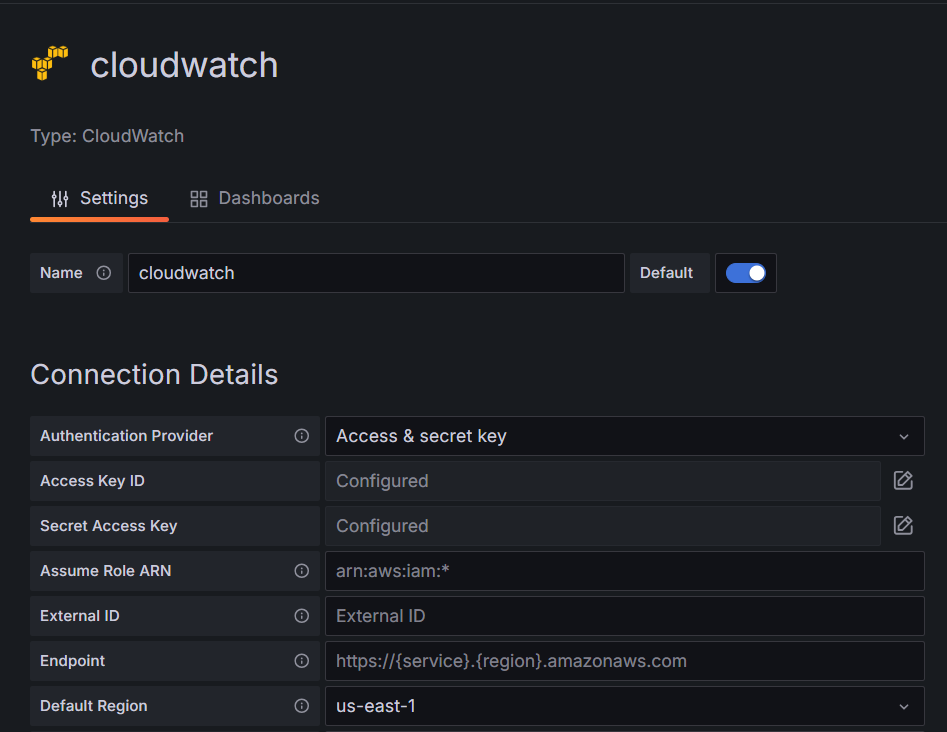 cloudwatch
Type: CloudWatch
Settings Dashboards
Name cloudwatch Default
Connection Details
Authentication Provider Access & secret key
Access Key ID Configured
Secret Access Key Configured
Assume Role ARN arn:aws:iam:*
External ID External ID
Endpoint https://{service}.{region}.amazonaws.com
Default Region us-east-1